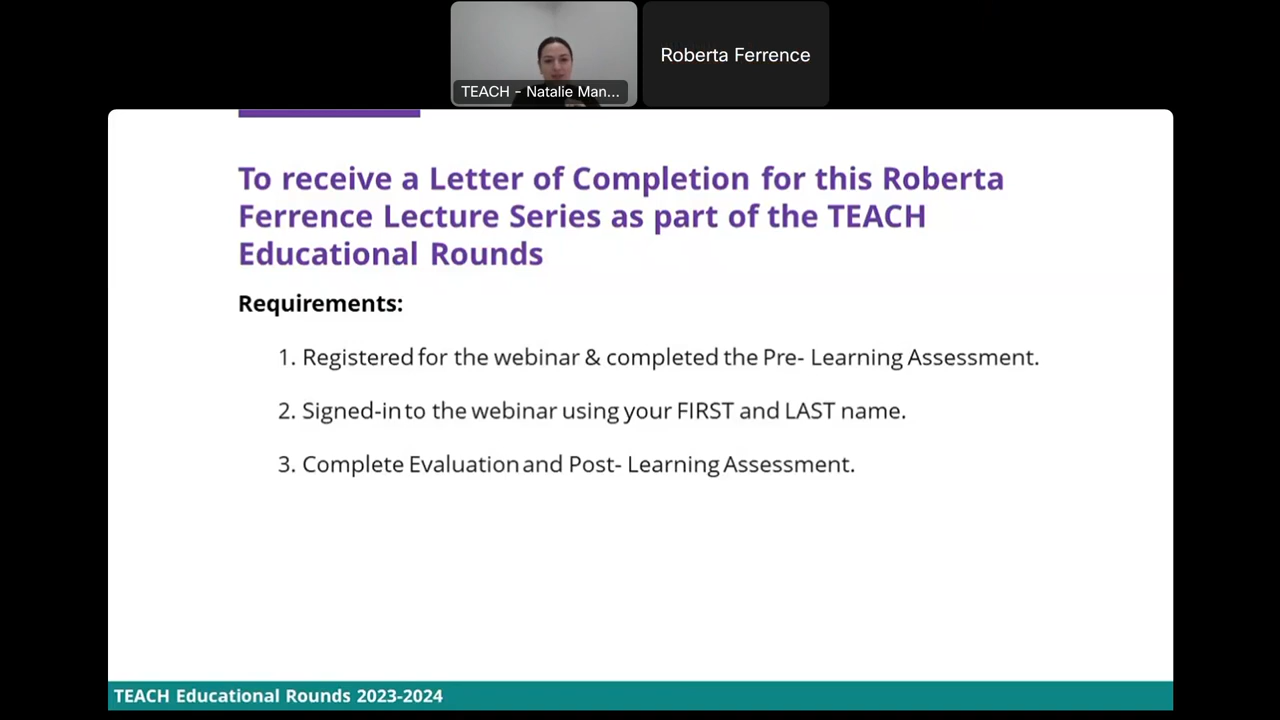 TEACH - Natalie Man...
Roberta Ferrence
To receive a Letter of Completion for this Roberta
Ferrence Lecture Series as part of the TEACH
Educational Rounds
Requirements:
1. Registered for the webinar & completed the Pre- Learning Assessment.
2. Signed-in to the webinar using your FIRST and LAST name.
3. Complete Evaluation and Post- Learning Assessment.
TEACH Educational Rounds 2023-2024